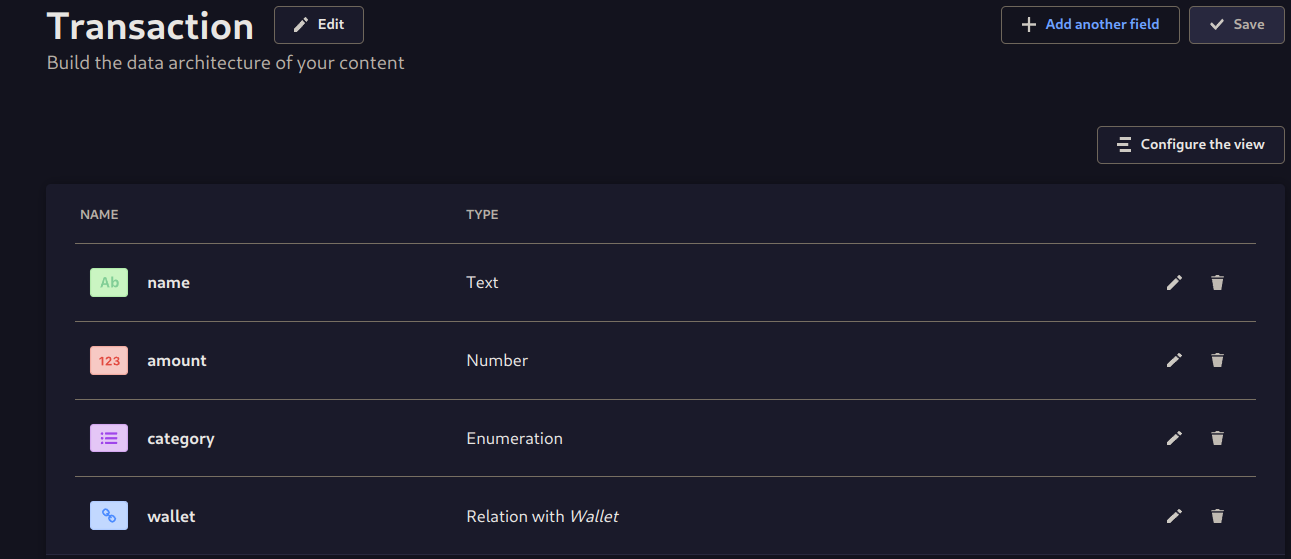 Transaction
Edit
Add another field
Save
Build the data architecture of your content
Configure the view
NAME TYPE
Ab name Text
123 amount Number
category Enumeration
wallet Relation with Wallet